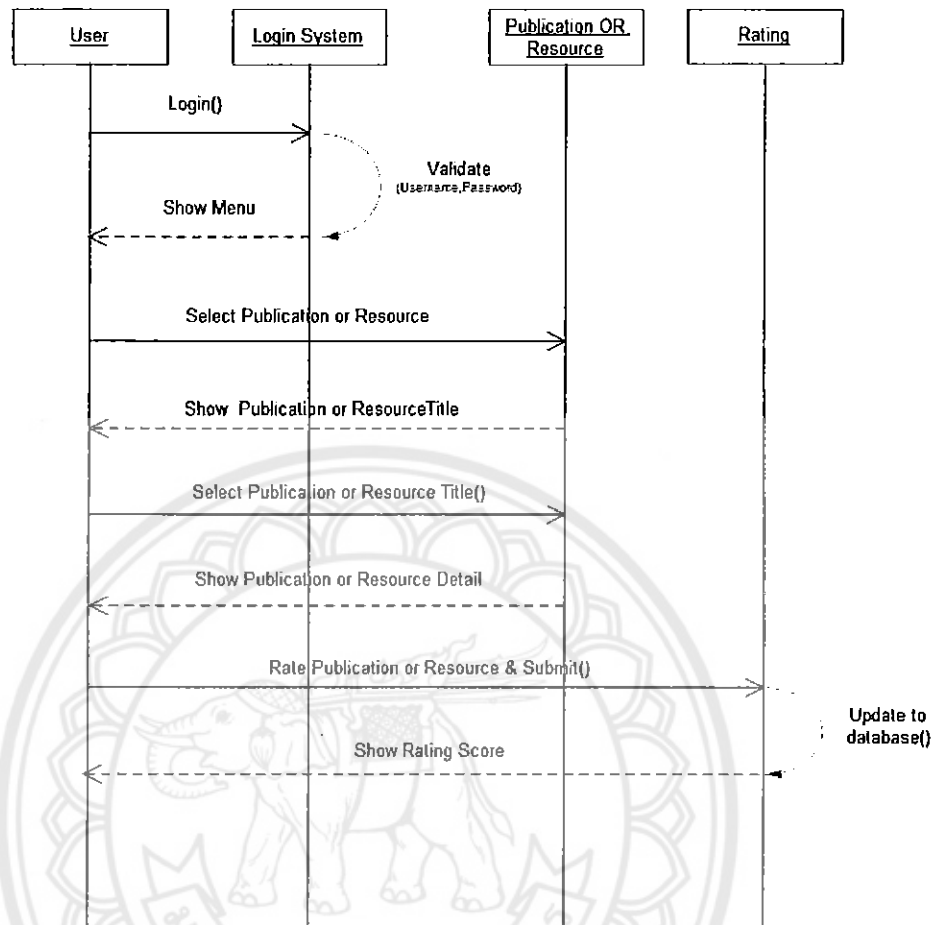 User
Login System
Publication OR
Resource
Rating
Login()
Validate
(Username,Password)
Show Menu
Select Publication or Resource
Show Publication or ResourceTitle
Select Publication or Resource Title()
Show Publication or Resource Detail
Rate Publication or Resource & Submit()
Update to
database()
Show Rating Score